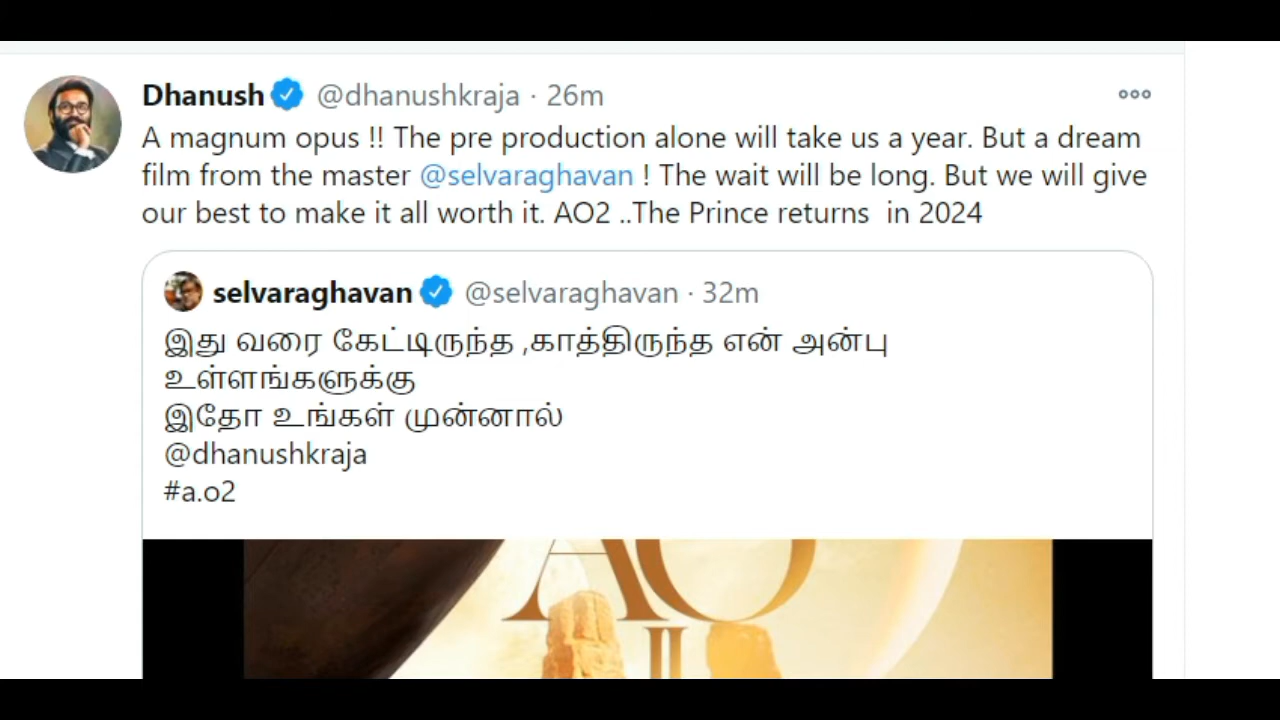 Dhanush @dhanushkraja · 26m
A magnum opus !! The pre production alone will take us a year. But a dream
film from the master @selvaraghavan ! The wait will be long. But we will give
our best to make it all worth it. AO2 ..The Prince returns  in 2024
selvaraghavan @selvaraghavan · 32m
இது வரை கேட்டிருந்த ,காத்திருந்த என் அன்பு
உள்ளங்களுக்கு
இதோ உங்கள் முன்னால்
@dhanushkraja
#a.o2
AO
II